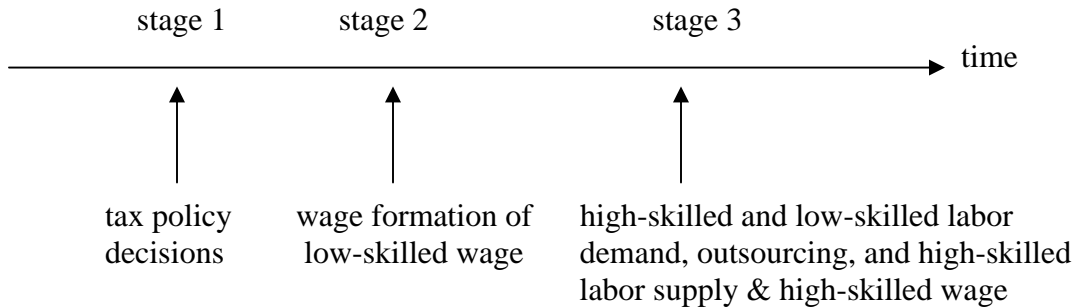 stage 1 stage 2 stage 3
time
tax policy wage formation of high-skilled and low-skilled labor
decisions low-skilled wage demand, outsourcing, and high-skilled
labor supply & high-skilled wage